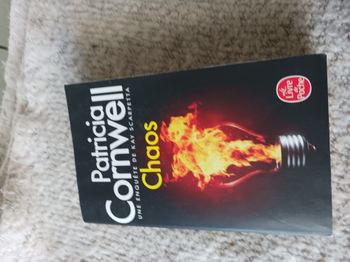 Patricia
Cornwell
UNE ENQUÊTE DE KAY SCARPETTA
Chaos
Le
Livre
de
Poche